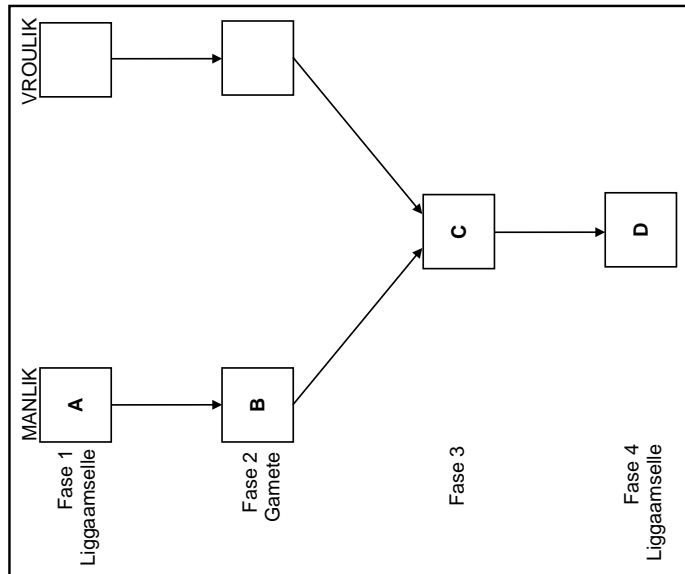 MANLIK
VROULIK
Fase 1
Liggaamselle
A
Fase 2
Gamete
B
Fase 3
C
Fase 4
Liggaamselle
D